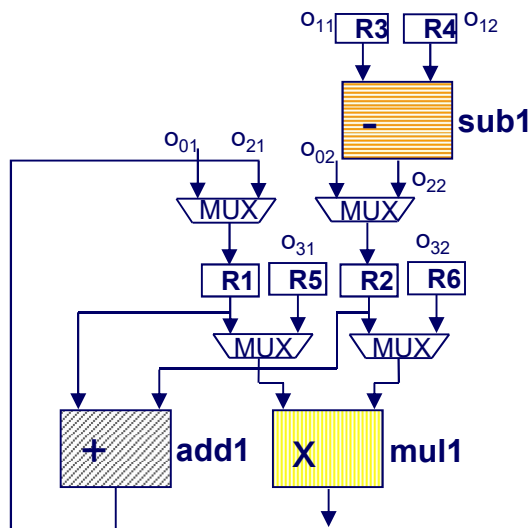 o₁₁ R3 R4 o₁₂
- sub1
o₀₁ o₂₁ o₀₂
o₂₂
MUX MUX
o₃₁ o₃₂
R1 R5 R2 R6
MUX MUX
+ add1 X mul1